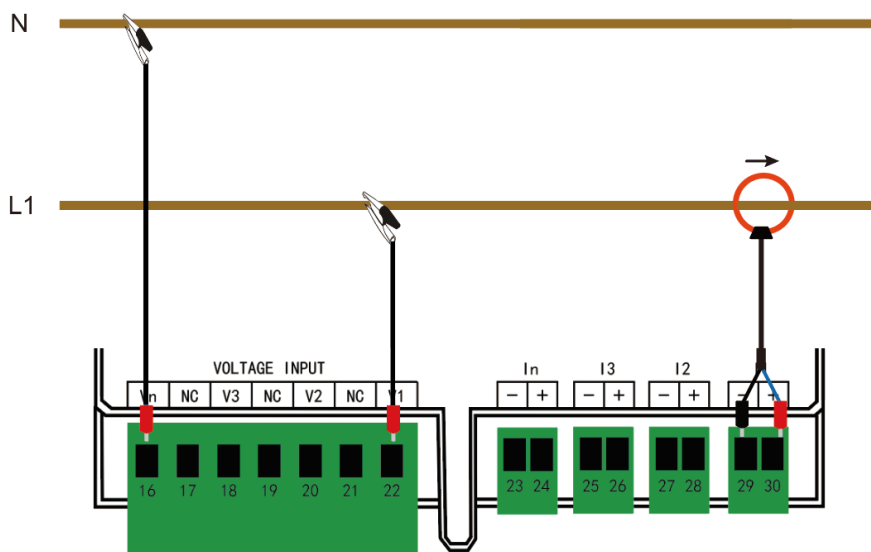 N
L1
VOLTAGE INPUT
Vn NC V3 NC V2 NC V1
In I3 I2
− + − + − + − +
16 17 18 19 20 21 22
23 24 25 26 27 28 29 30